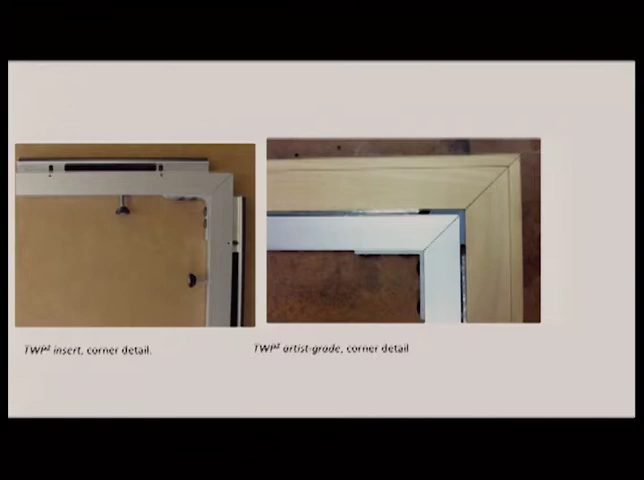 TWP² insert, corner detail.
TWP² artist-grade, corner detail